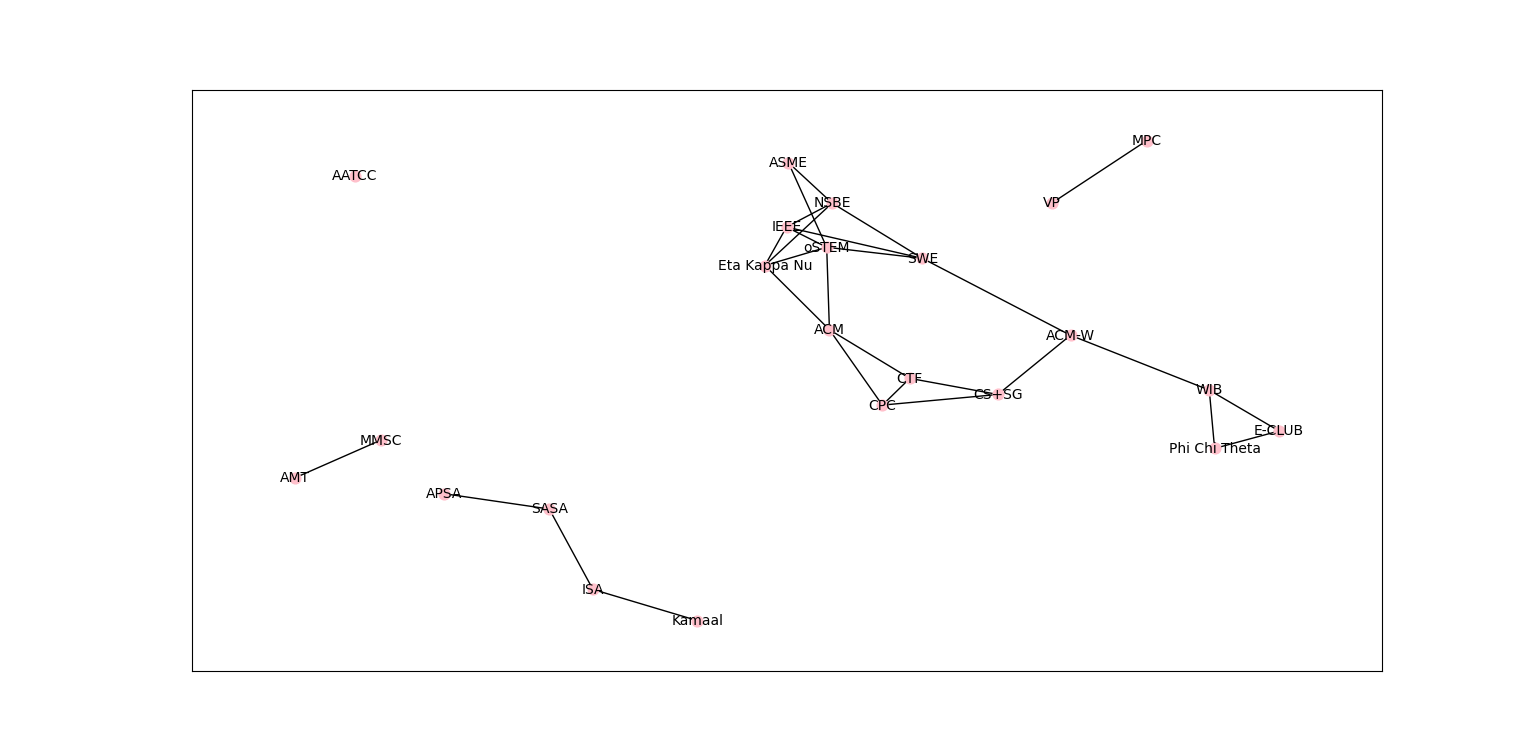 MPC
ASME
AATCC
NSBE
VP
IEEE
oSTEM
SWE
Eta Kappa Nu
ACM
ACM-W
CTF
WIB
CS+SG
CPC
E-CLUB
MMSC
Phi Chi Theta
AMT
APSA
SASA
ISA
Kamaal